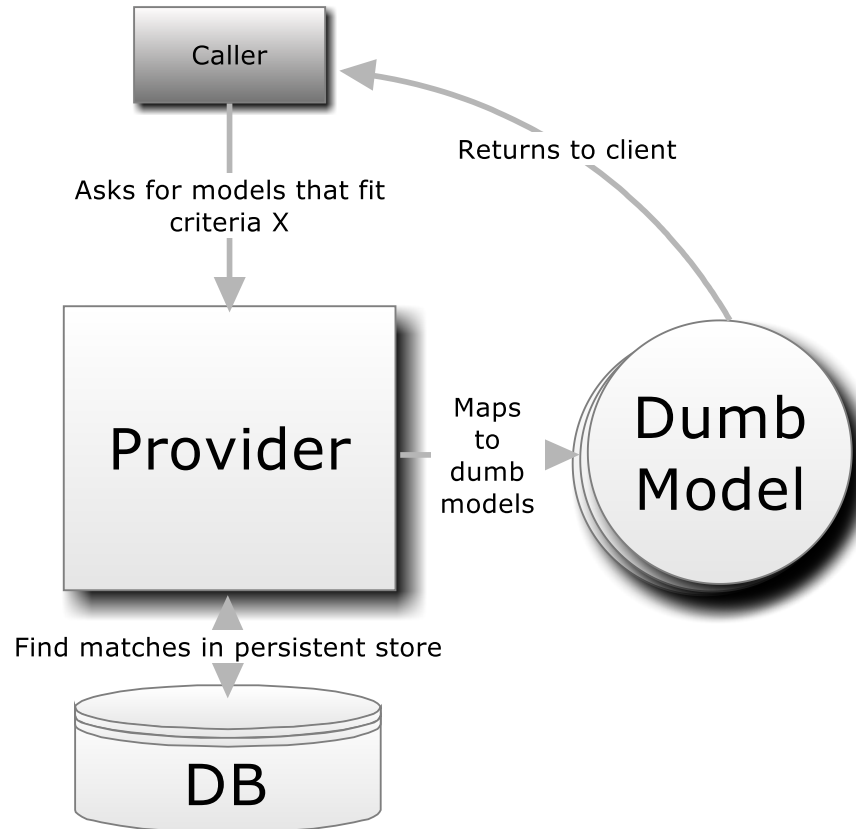 Caller
Returns to client
Asks for models that fit
criteria X
Provider
Maps
to
dumb
models
Dumb
Model
Find matches in persistent store
DB